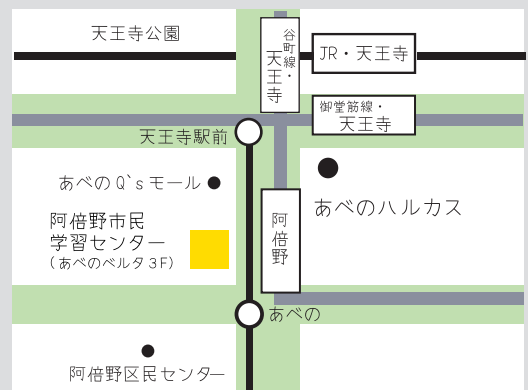 天王寺公園
谷町線・
天王寺
JR・天王寺
御堂筋線・
天王寺
天王寺駅前
あべのQ's モール
あべのハルカス
阿倍野市民
学習センター
(あべのベルタ3F)
阿倍野
あべの
阿倍野区民センター